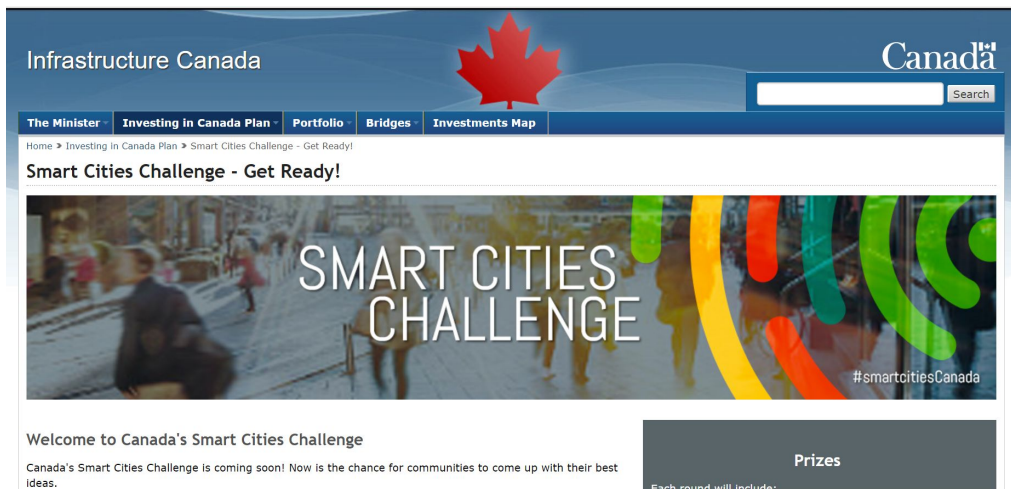 Infrastructure Canada
Canada
Search
The Minister Investing in Canada Plan Portfolio Bridges Investments Map
Home » Investing in Canada Plan » Smart Cities Challenge - Get Ready!
Smart Cities Challenge - Get Ready!
SMART CITIES
CHALLENGE
#smartcitiesCanada
Welcome to Canada's Smart Cities Challenge
Canada's Smart Cities Challenge is coming soon! Now is the chance for communities to come up with their best
ideas.
Prizes
Each round will include: